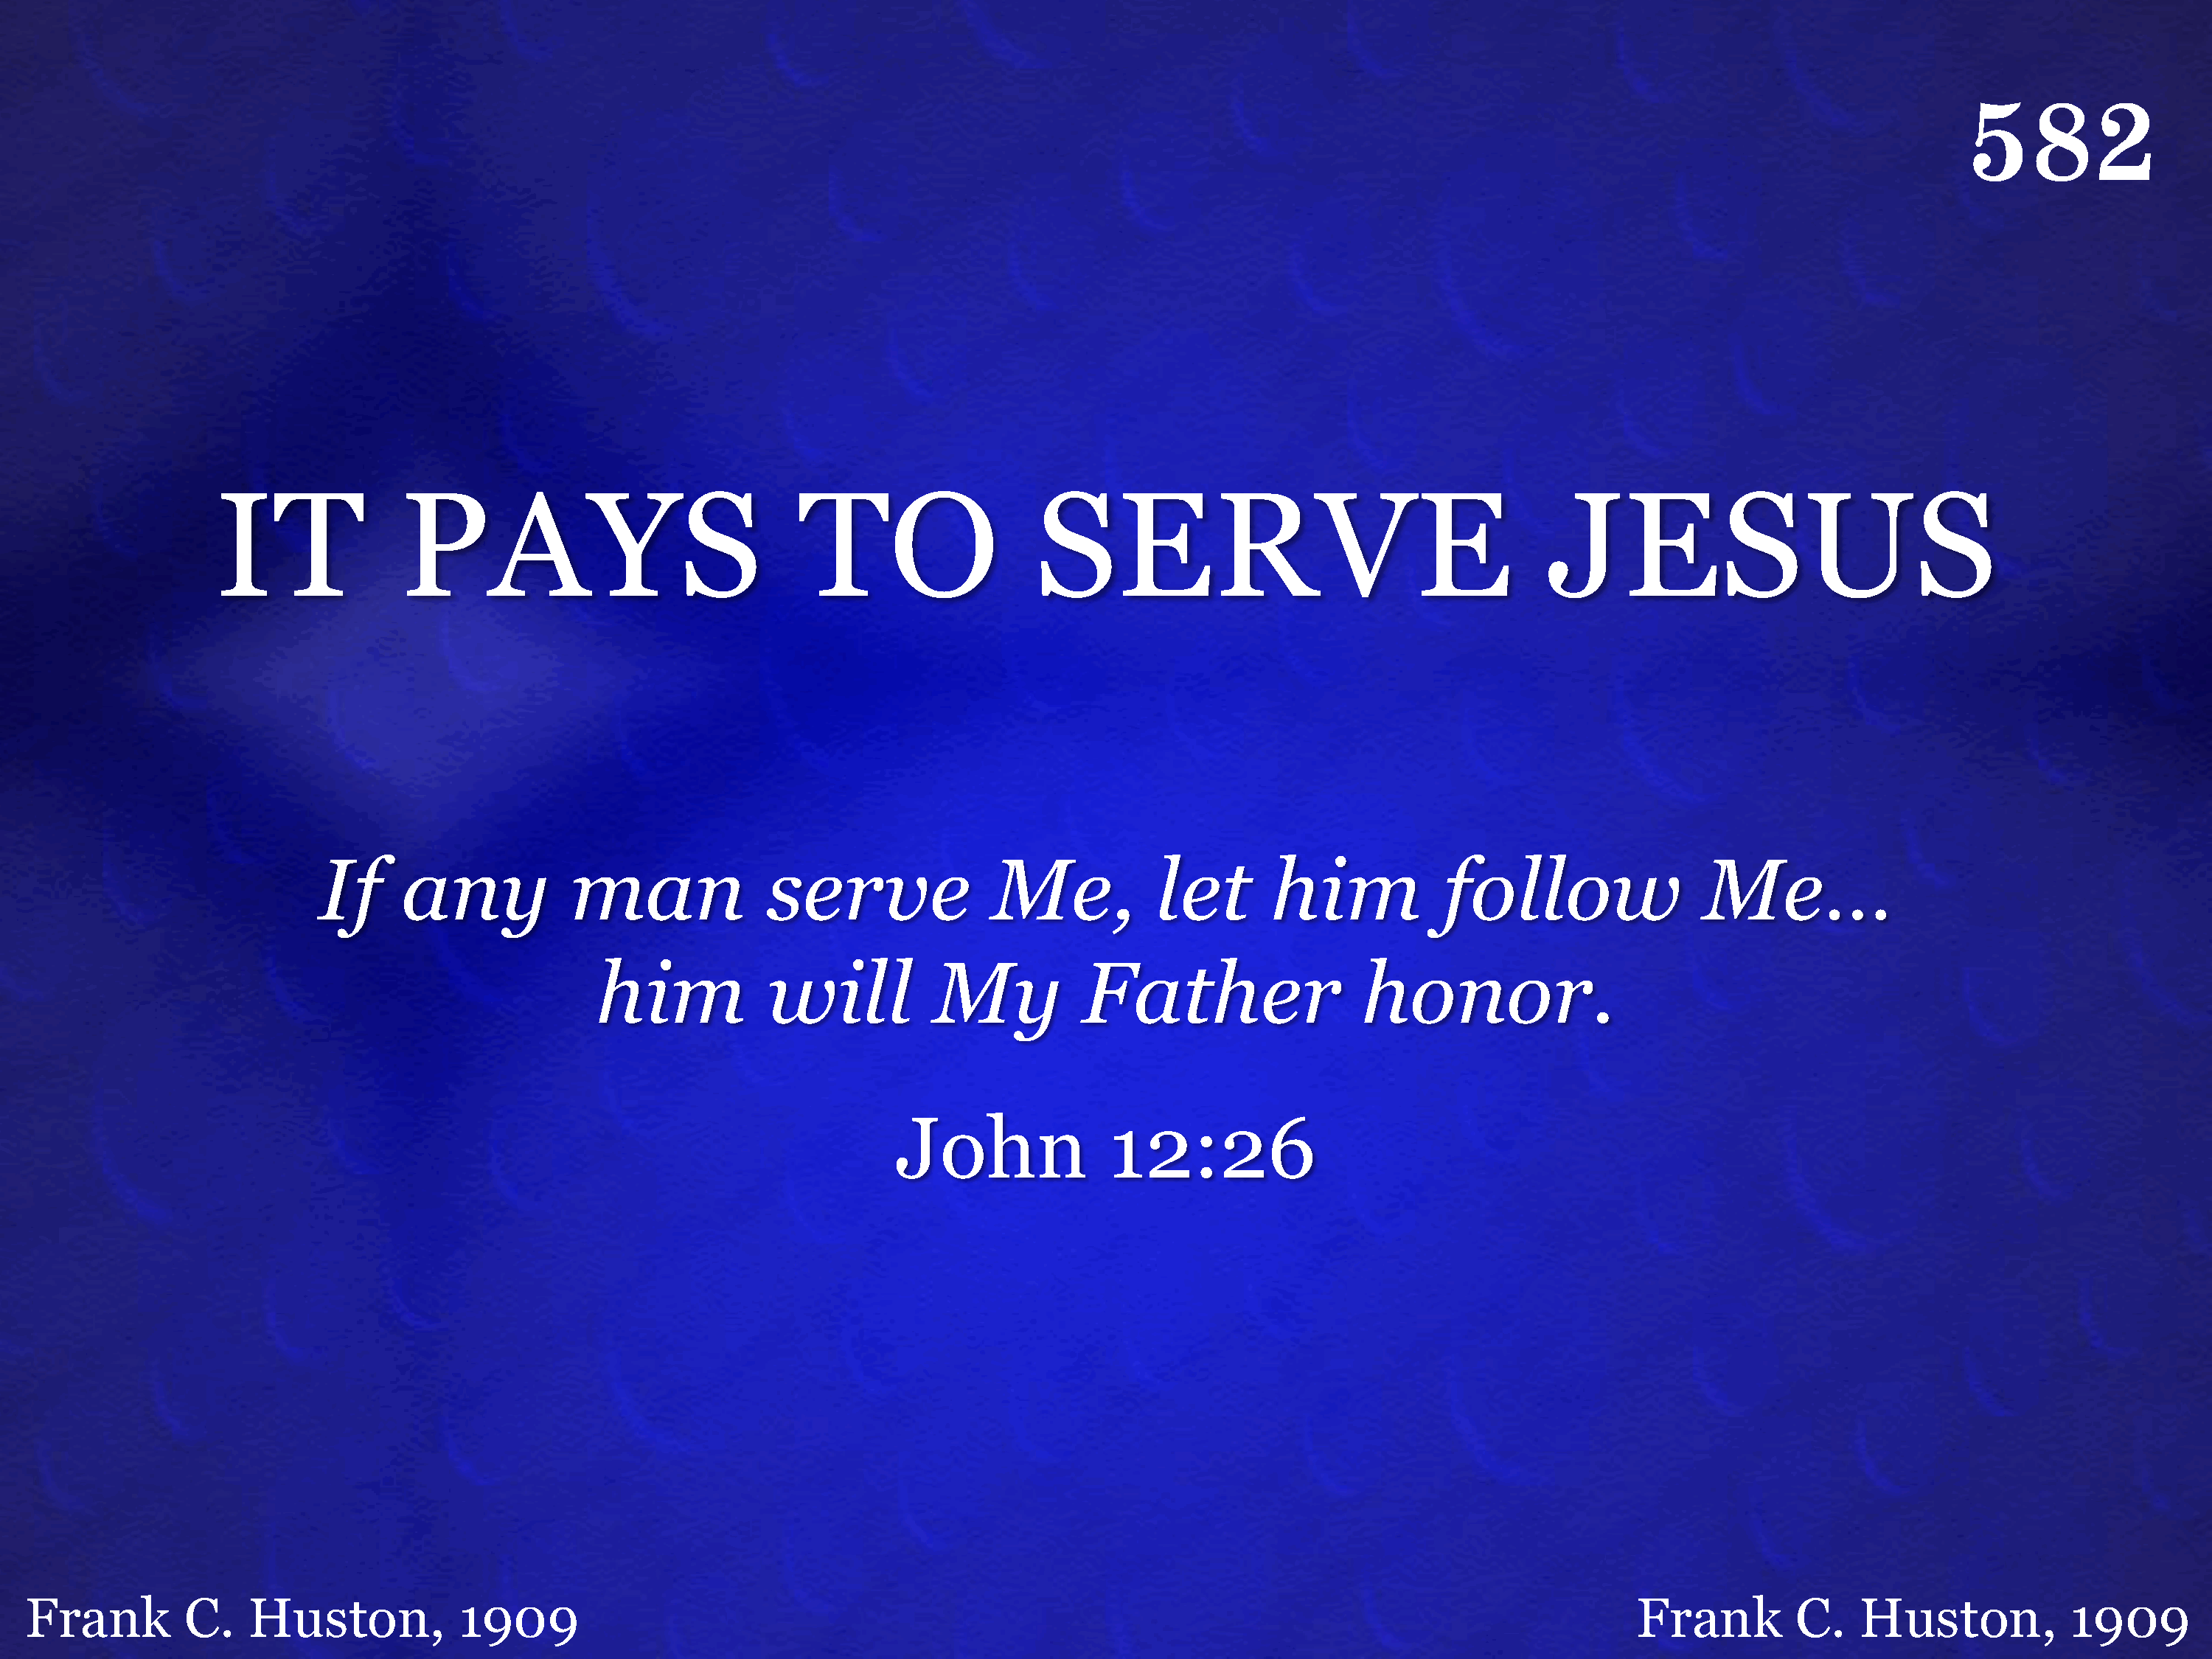 582
IT PAYS TO SERVE JESUS
If any man serve Me, let him follow Me…
him will My Father honor.
John 12:26
Frank C. Huston, 1909
Frank C. Huston, 1909